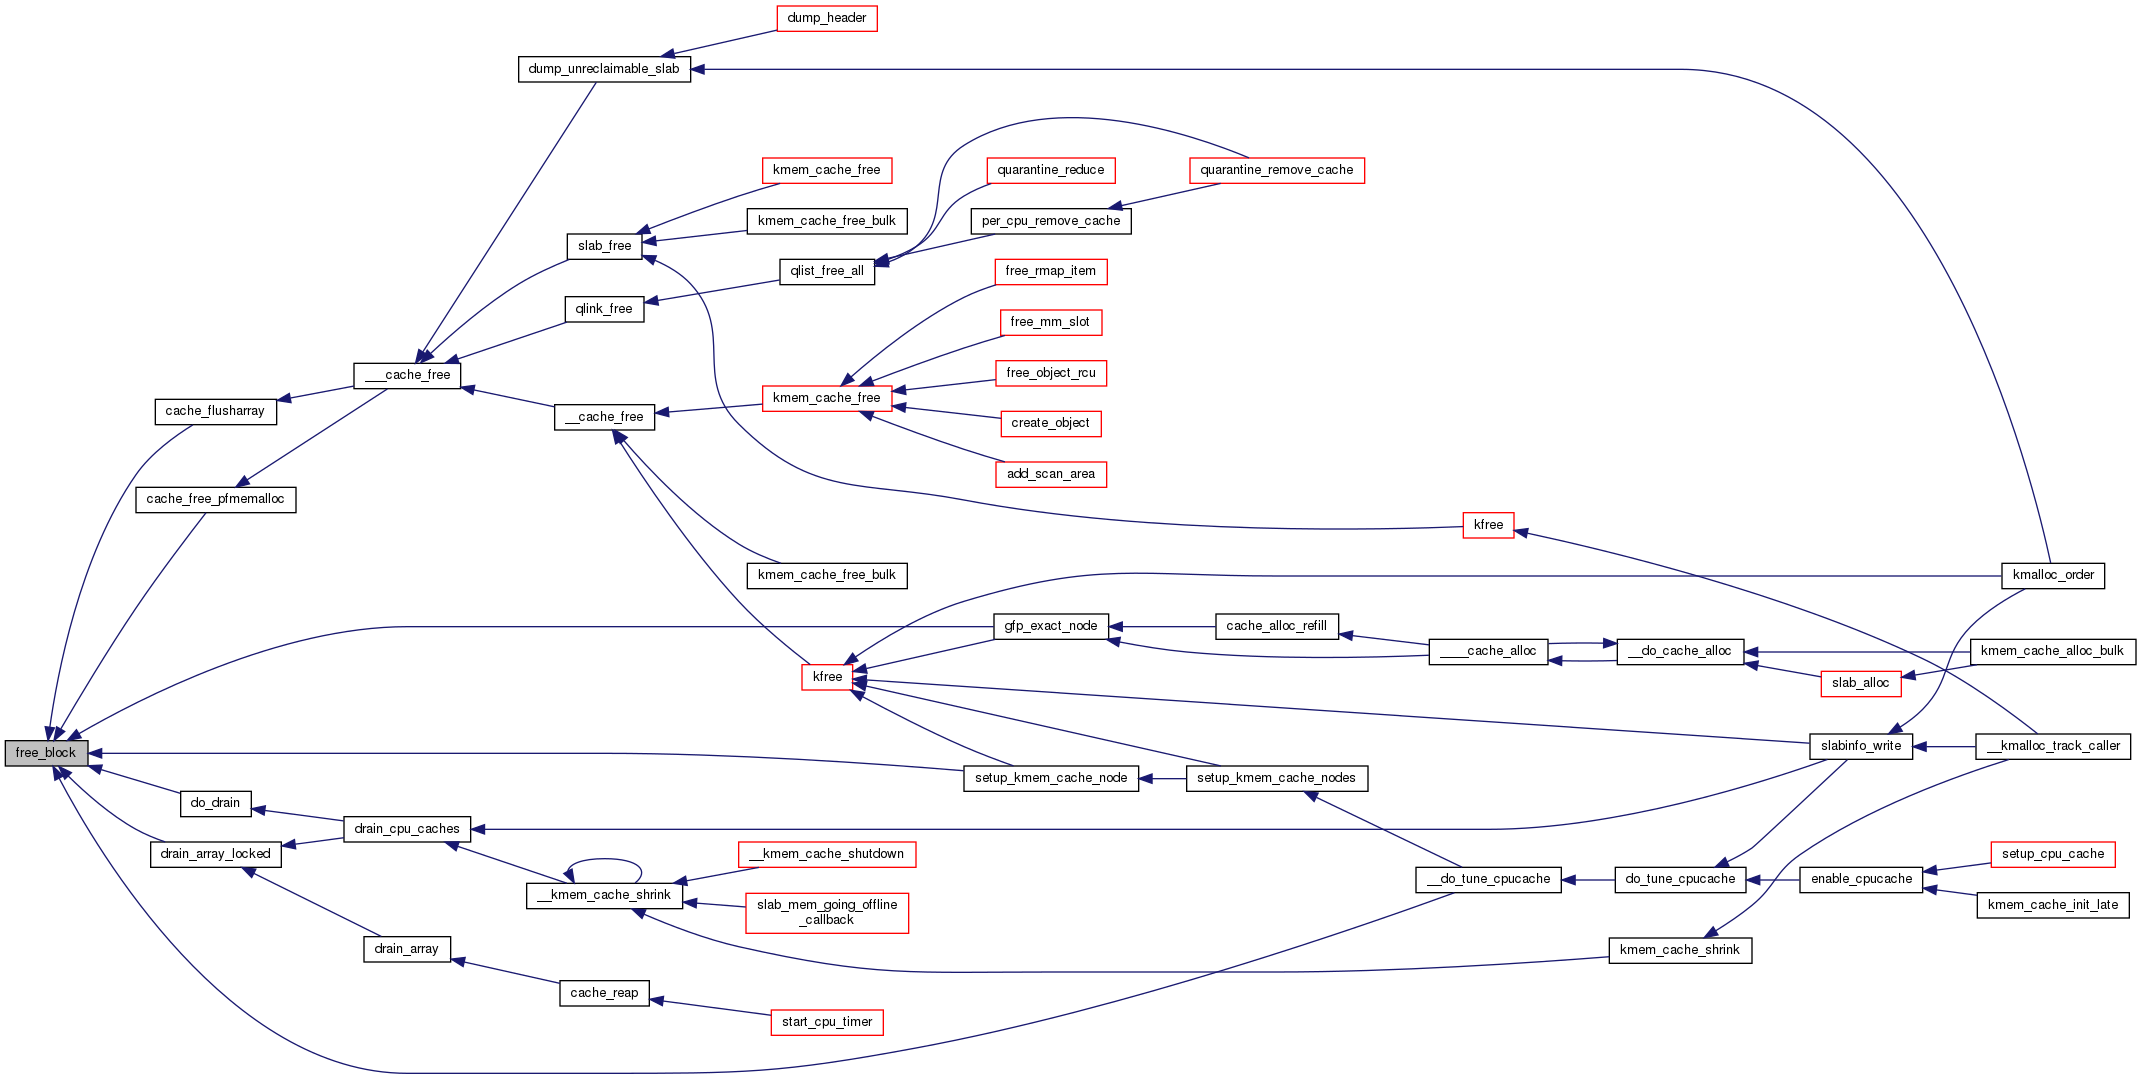 dump_header
dump_unreclaimable_slab
kmem_cache_free
quarantine_reduce
quarantine_remove_cache
kmem_cache_free_bulk
per_cpu_remove_cache
slab_free
qlist_free_all
free_rmap_item
qlink_free
free_mm_slot
___cache_free
free_object_rcu
kmem_cache_free
cache_flusharray
__cache_free
create_object
add_scan_area
cache_free_pfmemalloc
kfree
kmem_cache_free_bulk
kmalloc_order
gfp_exact_node
cache_alloc_refill
____cache_alloc
__do_cache_alloc
kmem_cache_alloc_bulk
kfree
slab_alloc
free_block
slabinfo_write
__kmalloc_track_caller
setup_kmem_cache_node
setup_kmem_cache_nodes
do_drain
drain_cpu_caches
drain_array_locked
__kmem_cache_shutdown
setup_cpu_cache
__do_tune_cpucache
do_tune_cpucache
enable_cpucache
__kmem_cache_shrink
slab_mem_going_offline
_callback
kmem_cache_init_late
drain_array
kmem_cache_shrink
cache_reap
start_cpu_timer